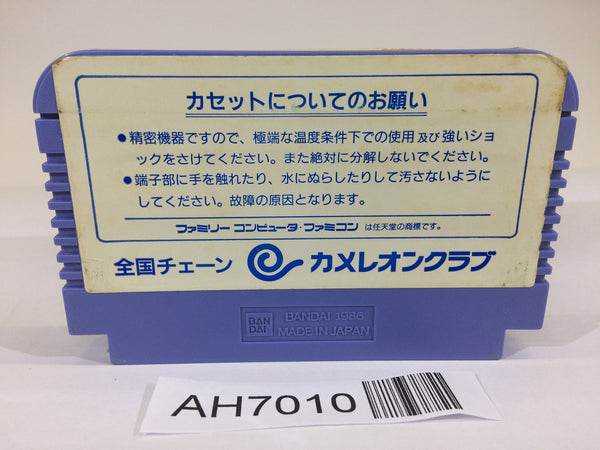 カセットについてのお願い
●精密機器ですので、極端な温度条件下での使用及び強いショ
ックをさけてください。また絶対に分解しないでください。
●端子部に手を触れたり、水にぬらしたりして汚さないように
してください。故障の原因となります。
ファミリー コンピュータ・ファミコン は任天堂の商標です。
全国チェーン カメレオンクラブ
BAN
DAI
BANDAI 1986
MADE IN JAPAN
AH7010